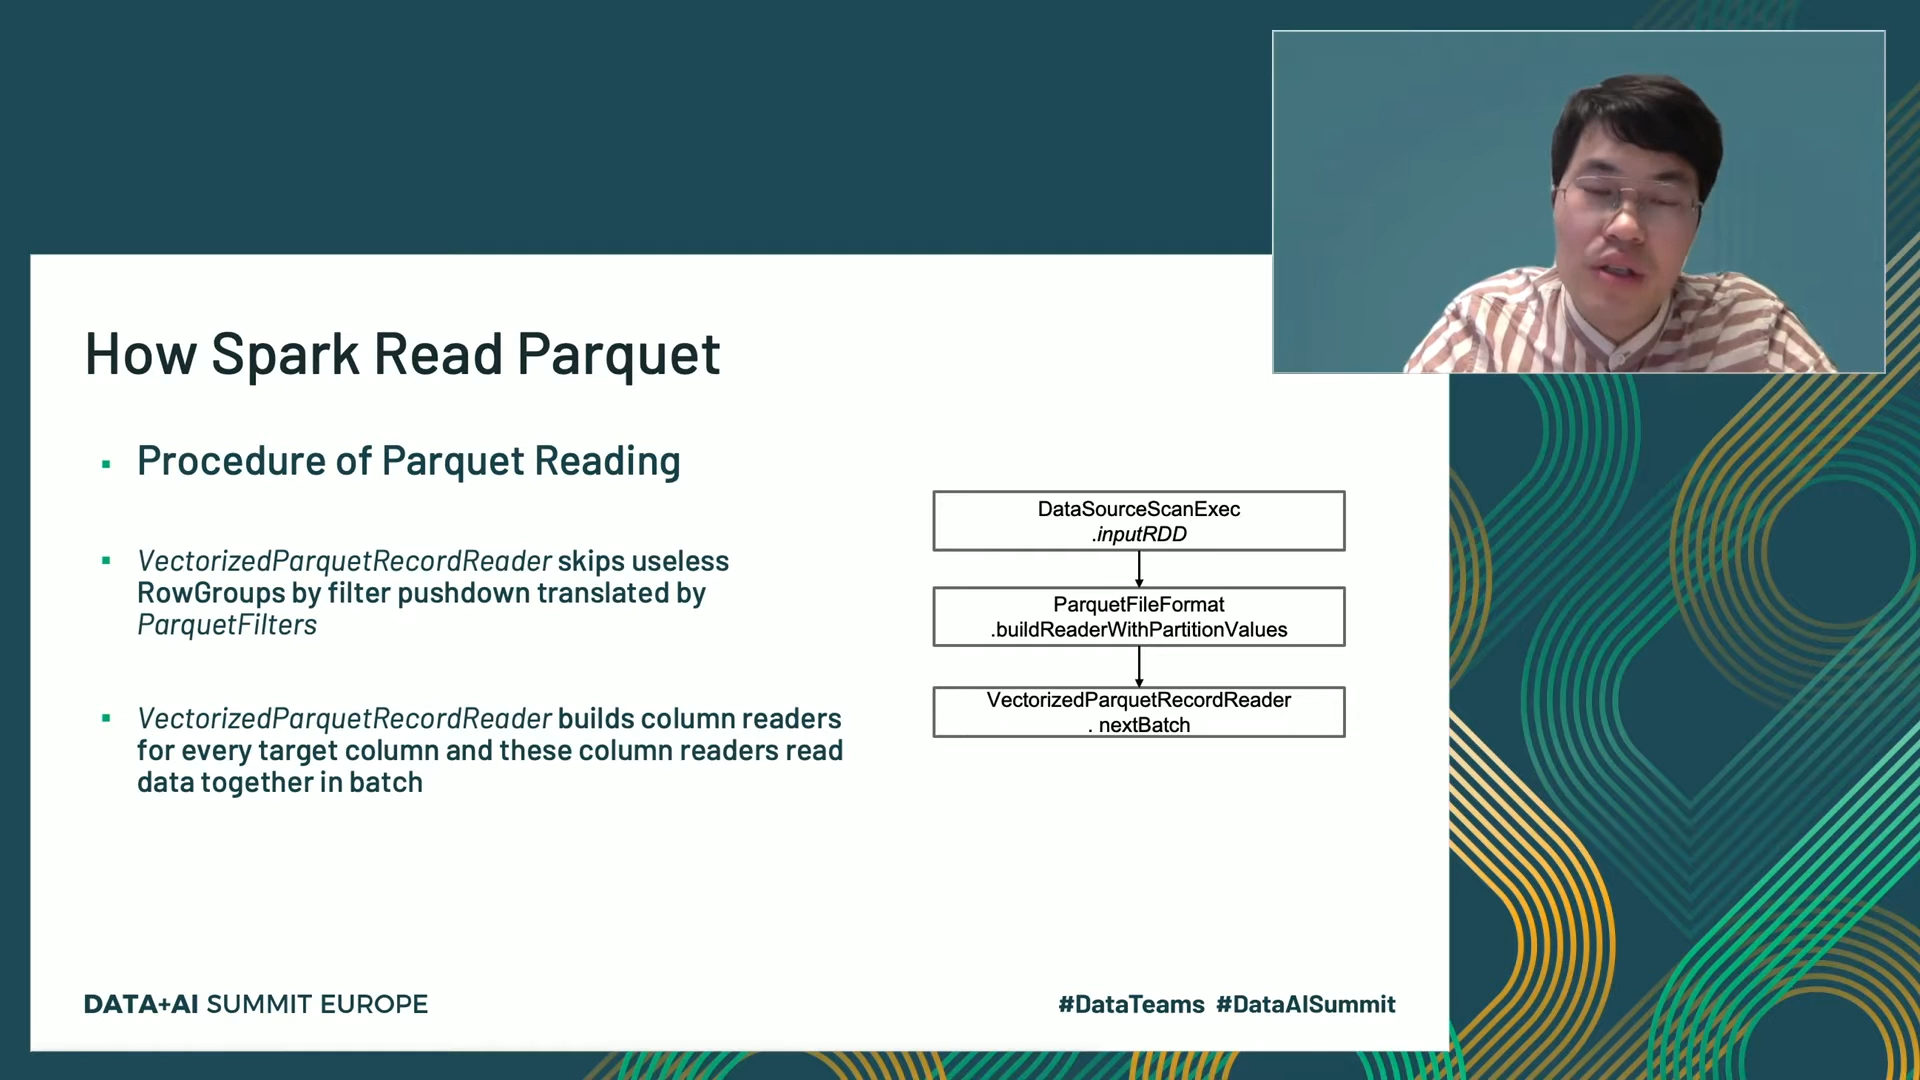 How Spark Read Parquet
Procedure of Parquet Reading
VectorizedParquetRecordReader skips useless
RowGroups by filter pushdown translated by
ParquetFilters
VectorizedParquetRecordReader builds column readers
for every target column and these column readers read
data together in batch
DataSourceScanExec
.inputRDD
ParquetFileFormat
.buildReaderWithPartitionValues
VectorizedParquetRecordReader
. nextBatch
DATA+AI SUMMIT EUROPE
#DataTeams #DataAISummit